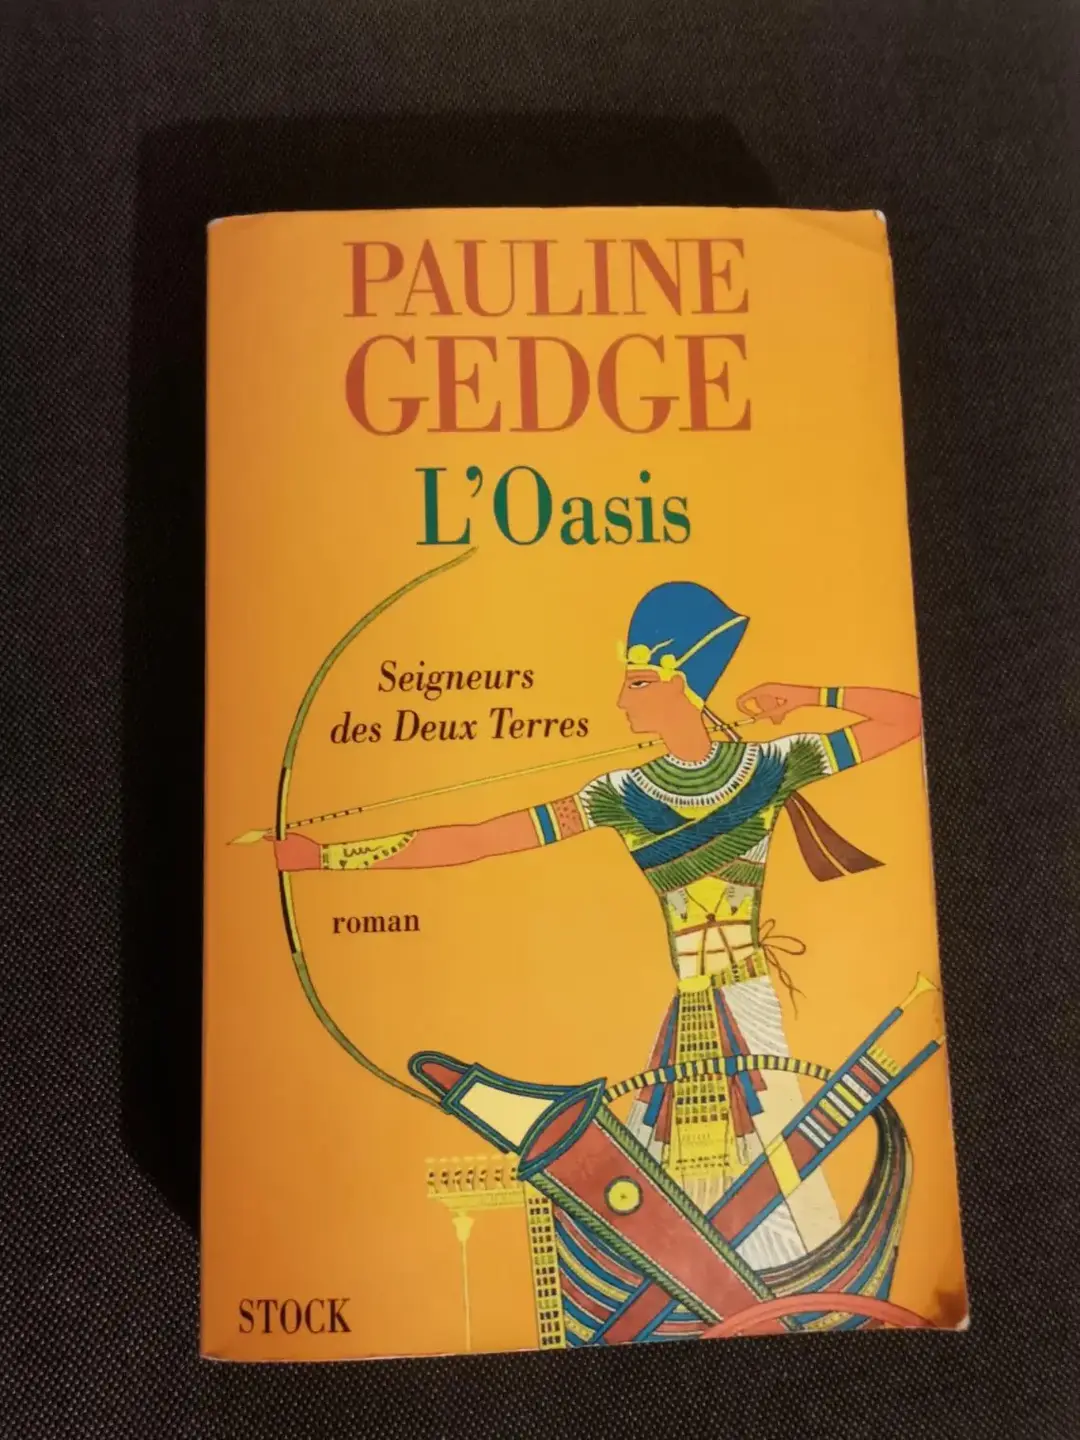 PAULINE
GEDGE
L'Oasis
Seigneurs
des Deux Terres
roman
STOCK